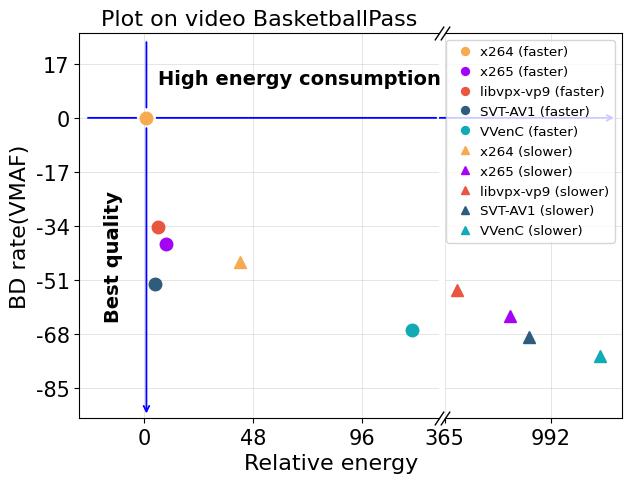 Plot on video BasketballPass
17
0
-17
-34
-51
-68
-85
BD rate(VMAF)
High energy consumption
Best quality
x264 (faster)
x265 (faster)
libvpx-vp9 (faster)
SVT-AV1 (faster)
VVenC (faster)
x264 (slower)
x265 (slower)
libvpx-vp9 (slower)
SVT-AV1 (slower)
VVenC (slower)
0 48 96 365 992
Relative energy